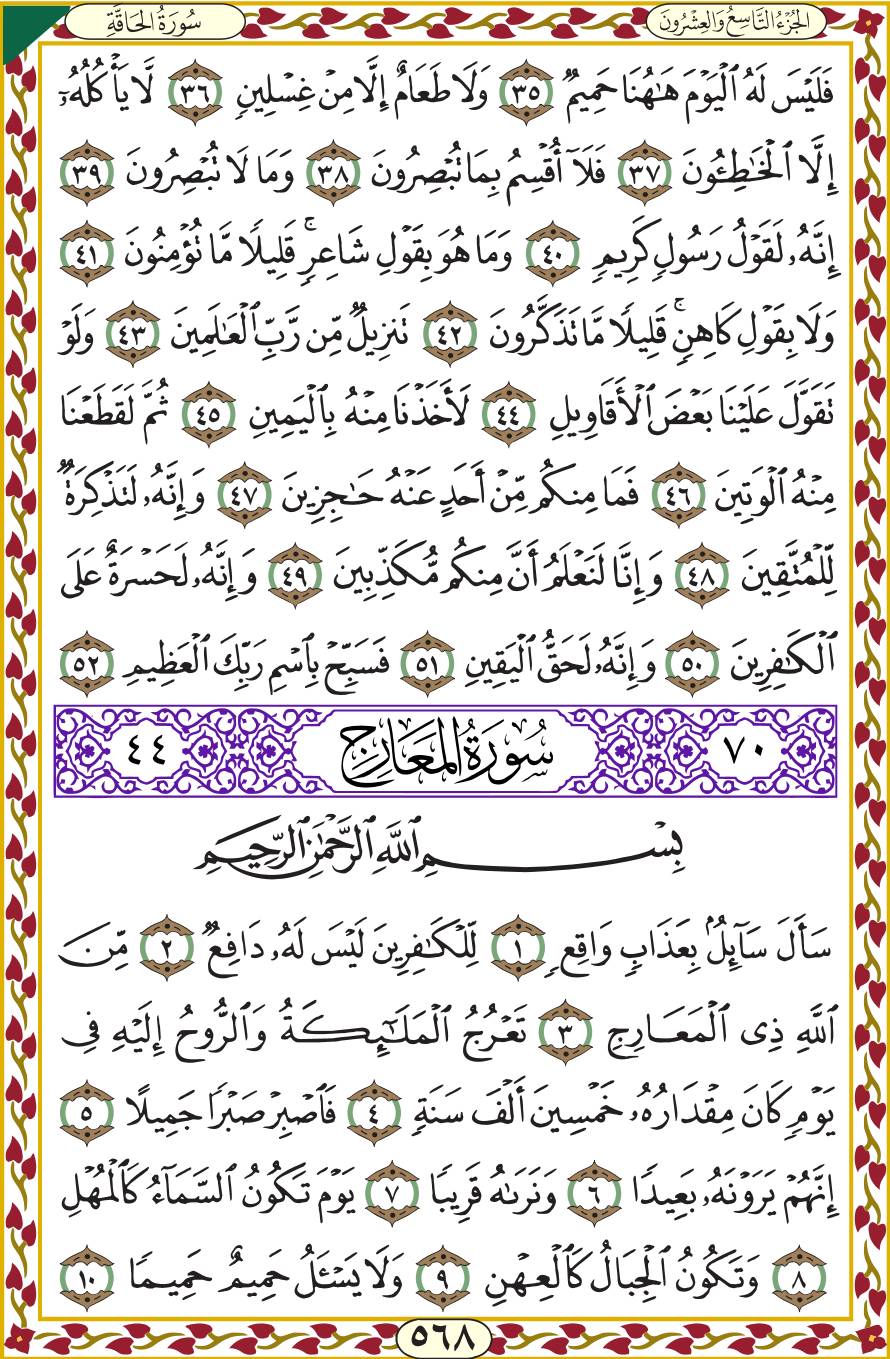 الجُزْءُ التَّاسِعُ وَالعِشْرُونَ
سُورَةُ الحَاقَّةِ
فَلَيْسَ لَهُ ٱلْيَوْمَ هَٰهُنَا حَمِيمٌ ٣٥ وَلَا طَعَامٌ إِلَّا مِنْ غِسْلِينٍ ٣٦ لَّا يَأْكُلُهُۥٓ
إِلَّا ٱلْخَٰطِـُٔونَ ٣٧ فَلَآ أُقْسِمُ بِمَا تُبْصِرُونَ ٣٨ وَمَا لَا تُبْصِرُونَ ٣٩
إِنَّهُۥ لَقَوْلُ رَسُولٍ كَرِيمٍ ٤٠ وَمَا هُوَ بِقَوْلِ شَاعِرٍۚ قَلِيلًا مَّا تُؤْمِنُونَ ٤١
وَلَا بِقَوْلِ كَاهِنٍۚ قَلِيلًا مَّا تَذَكَّرُونَ ٤٢ تَنزِيلٌ مِّن رَّبِّ ٱلْعَٰلَمِينَ ٤٣ وَلَوْ
تَقَوَّلَ عَلَيْنَا بَعْضَ ٱلْأَقَاوِيلِ ٤٤ لَأَخَذْنَا مِنْهُ بِٱلْيَمِينِ ٤٥ ثُمَّ لَقَطَعْنَا
مِنْهُ ٱلْوَتِينَ ٤٦ فَمَا مِنكُم مِّنْ أَحَدٍ عَنْهُ حَٰجِزِينَ ٤٧ وَإِنَّهُۥ لَتَذْكِرَةٌ
لِّلْمُتَّقِينَ ٤٨ وَإِنَّا لَنَعْلَمُ أَنَّ مِنكُم مُّكَذِّبِينَ ٤٩ وَإِنَّهُۥ لَحَسْرَةٌ عَلَى
ٱلْكَٰفِرِينَ ٥٠ وَإِنَّهُۥ لَحَقُّ ٱلْيَقِينِ ٥١ فَسَبِّحْ بِٱسْمِ رَبِّكَ ٱلْعَظِيمِ ٥٢
٧٠ سُورَةُ المَعَارِجِ ٤٤
بِسْمِ ٱللَّهِ ٱلرَّحْمَٰنِ ٱلرَّحِيمِ
سَأَلَ سَآئِلٌۢ بِعَذَابٍ وَاقِعٍ ١ لِّلْكَٰفِرِينَ لَيْسَ لَهُۥ دَافِعٌ ٢ مِّنَ
ٱللَّهِ ذِى ٱلْمَعَارِجِ ٣ تَعْرُجُ ٱلْمَلَٰٓئِكَةُ وَٱلرُّوحُ إِلَيْهِ فِى
يَوْمٍ كَانَ مِقْدَارُهُۥ خَمْسِينَ أَلْفَ سَنَةٍ ٤ فَٱصْبِرْ صَبْرًا جَمِيلًا ٥
إِنَّهُمْ يَرَوْنَهُۥ بَعِيدًا ٦ وَنَرَىٰهُ قَرِيبًا ٧ يَوْمَ تَكُونُ ٱلسَّمَآءُ كَٱلْمُهْلِ
٨ وَتَكُونُ ٱلْجِبَالُ كَٱلْعِهْنِ ٩ وَلَا يَسْـَٔلُ حَمِيمٌ حَمِيمًا ١٠
٥٦٨